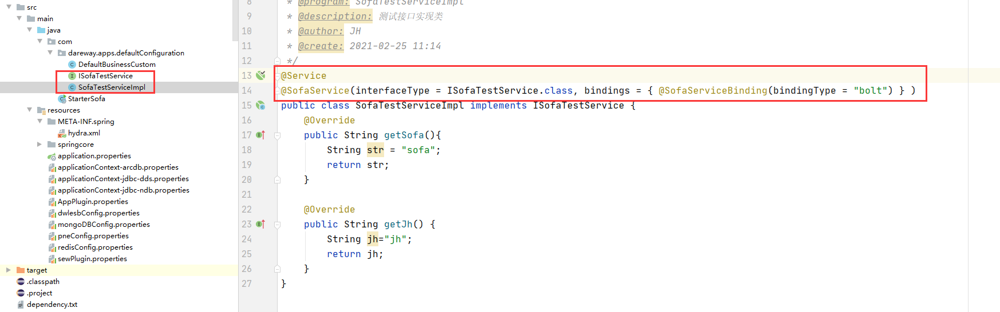 src
main
java
com
dareway.apps.defaultConfiguration
DefaultBusinessCustom
ISofaTestService
SofaTestServiceImpl
StarterSofa
resources
META-INF.spring
hydra.xml
springcore
application.properties
applicationContext-arcdb.properties
applicationContext-jdbc-dds.properties
applicationContext-jdbc-ndb.properties
AppPlugin.properties
dwlesbConfig.properties
mongoDBConfig.properties
pneConfig.properties
redisConfig.properties
sewPlugin.properties
target
.classpath
.project
dependency.txt
8 * @program: SofaTestServiceImpl
9 * @description: 测试接口实现类
10 * @author: JH
11 * @create: 2021-02-25 11:14
12 */
13 @Service
14 @SofaService(interfaceType = ISofaTestService.class, bindings = { @SofaServiceBinding(bindingType = "bolt") } )
15 public class SofaTestServiceImpl implements ISofaTestService {
16 @Override
17 public String getSofa(){
18 String str = "sofa";
19 return str;
20 }
21
22 @Override
23 public String getJh() {
24 String jh="jh";
25 return jh;
26 }
27 }